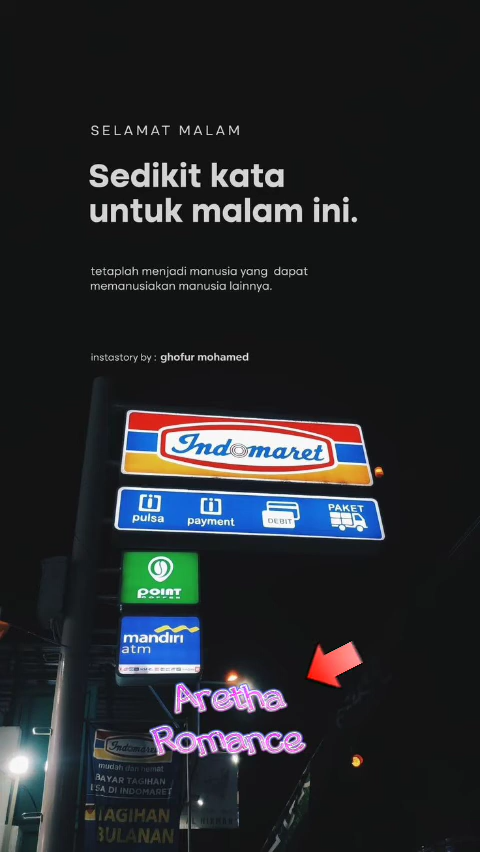 SELAMAT MALAM
Sedikit kata
untuk malam ini.
tetaplah menjadi manusia yang dapat
memanusiakan manusia lainnya.
instastory by : ghofur mohamed
Indomaret
pulsa
payment
DEBIT
PAKET
POINT
COFFEE
mandiri
atm
Aretha
Romance
Indomaret
mudah dan hemat
BAYAR TAGIHAN
BISA DI INDOMARET
TAGIHAN
BULANAN